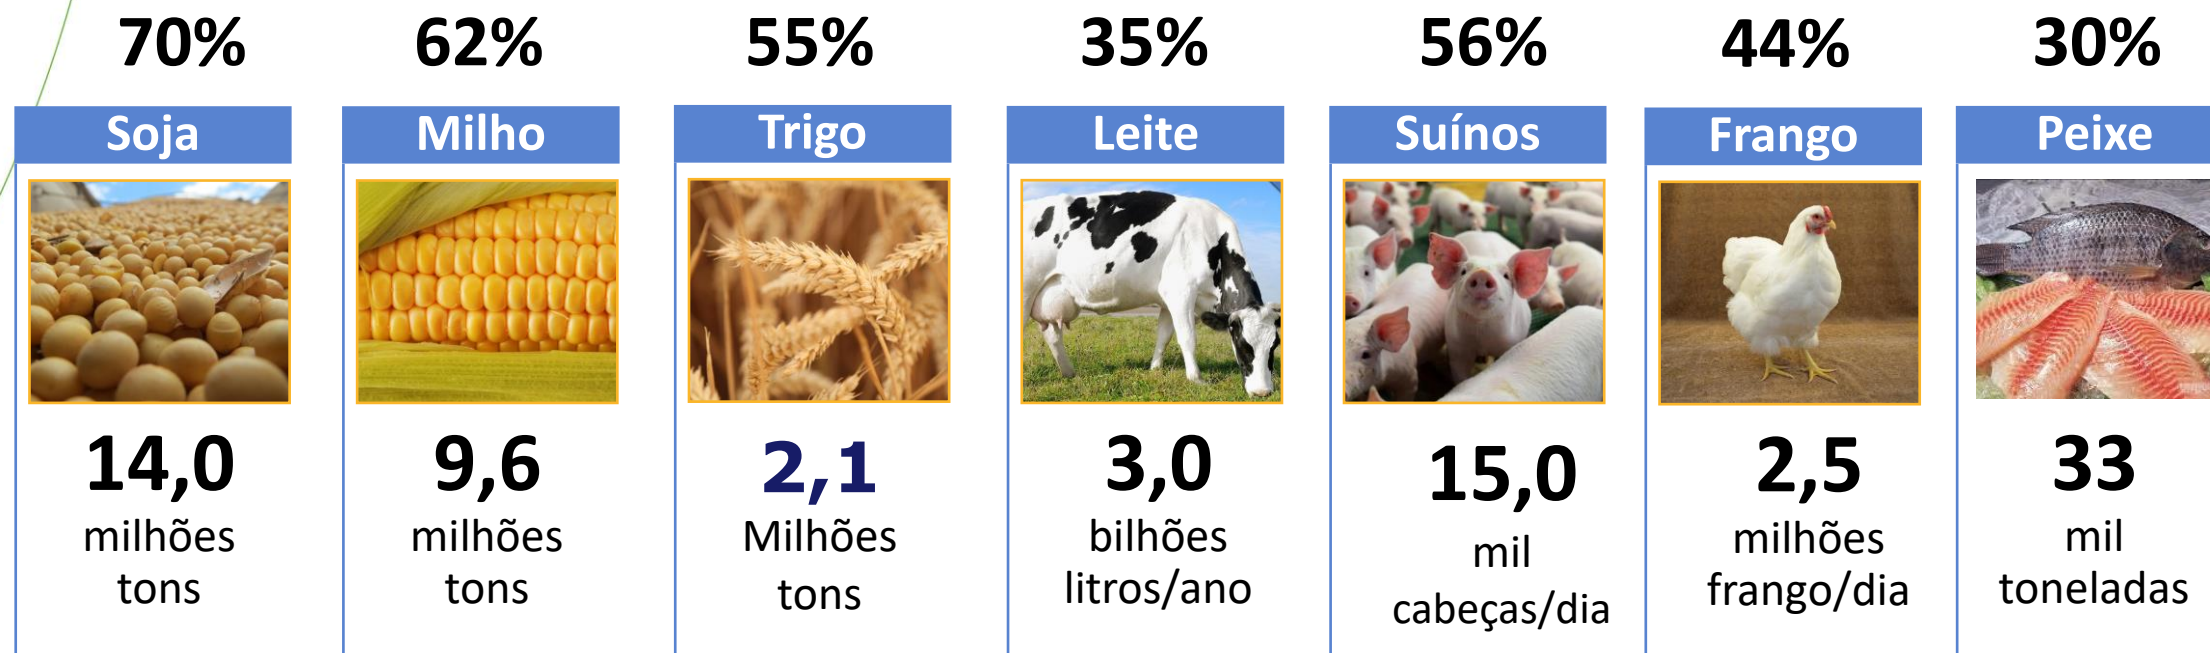 70% 62% 55% 35% 56% 44% 30%
Soja Milho Trigo Leite Suínos Frango Peixe
14,0 9,6 2,1 3,0 15,0 2,5 33
milhões milhões Milhões bilhões mil milhões mil
tons tons tons litros/ano cabeças/dia frango/dia toneladas